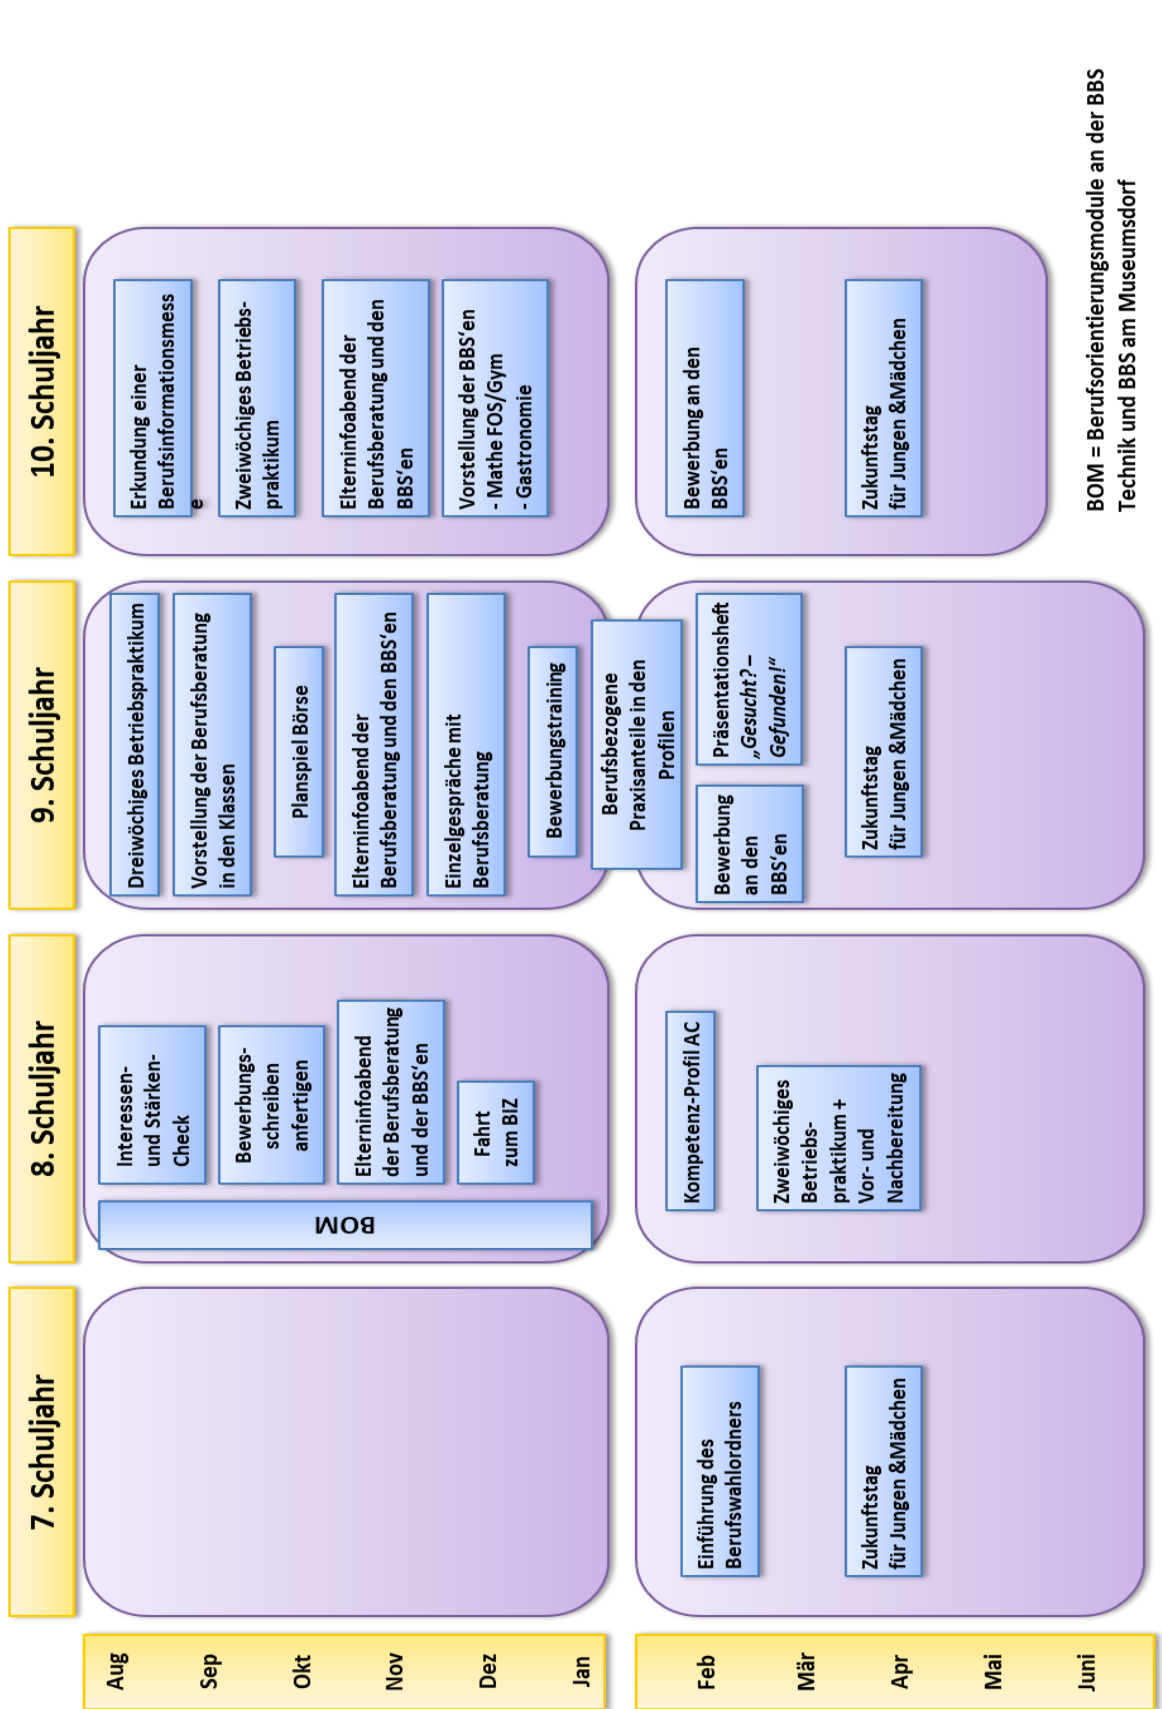 7. Schuljahr
8. Schuljahr
9. Schuljahr
10. Schuljahr
Aug
Sep
Okt
Nov
Dez
Jan
Feb
Mär
Apr
Mai
Juni
Einführung des
Berufswahlordners
Zukunftstag
für Jungen &Mädchen
BOM
Interessen-
und Stärken-
Check
Bewerbungs-
schreiben
anfertigen
Elterninfoabend
der Berufsberatung
und der BBS‘en
Fahrt
zum BIZ
Kompetenz-Profil AC
Zweiwöchiges
Betriebs-
praktikum +
Vor- und
Nachbereitung
Dreiwöchiges Betriebspraktikum
Vorstellung der Berufsberatung
in den Klassen
Planspiel Börse
Elterninfoabend der
Berufsberatung und den BBS‘en
Einzelgespräche mit
Berufsberatung
Bewerbungstraining
Berufsbezogene
Praxisanteile in den
Profilen
Bewerbung
an den
BBS‘en
Präsentationsheft
„Gesucht? –
Gefunden!“
Zukunftstag
für Jungen &Mädchen
Erkundung einer
Berufsinformationsmess
e
Zweiwöchiges Betriebs-
praktikum
Elterninfoabend der
Berufsberatung und den
BBS‘en
Vorstellung der BBS‘en
- Mathe FOS/Gym
- Gastronomie
Bewerbung an den
BBS‘en
Zukunftstag
für Jungen &Mädchen
BOM = Berufsorientierungsmodule an der BBS
Technik und BBS am Museumsdorf